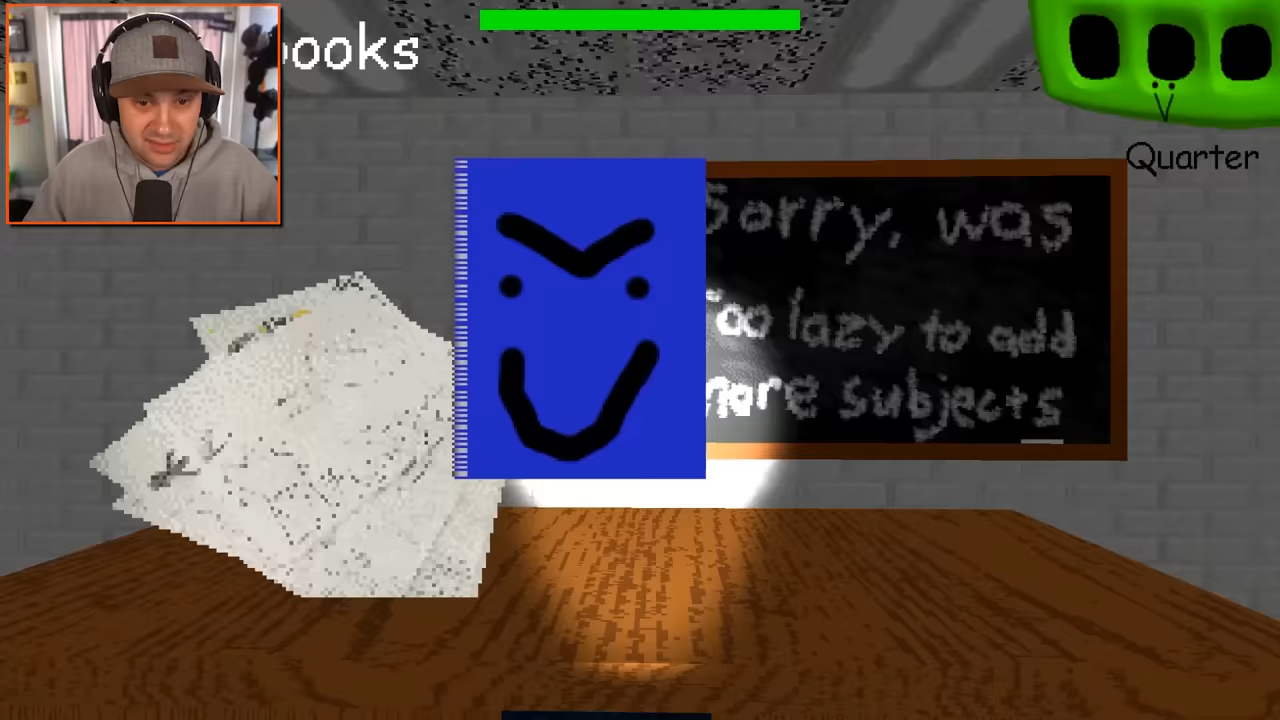 ooks
Quarter
Sorry, was
Too lazy to add
more subjects